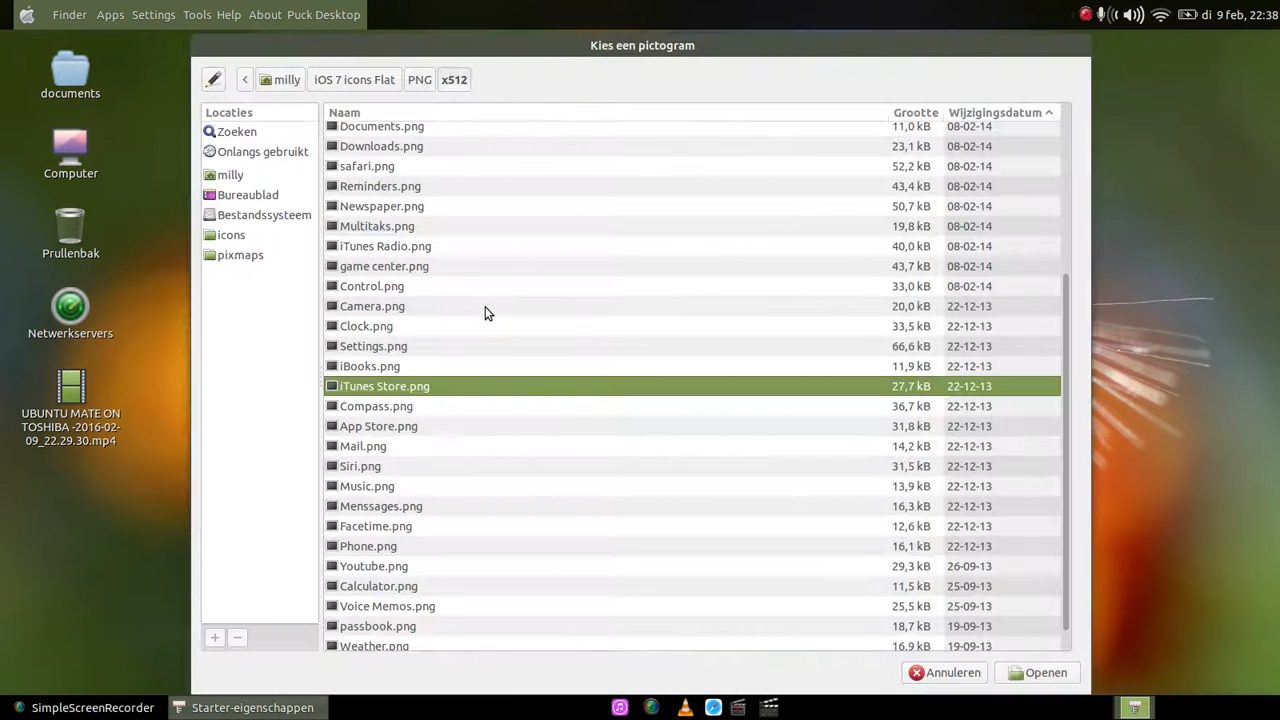 Finder Apps Settings Tools Help About Puck Desktop
di 9 feb, 22:38
Kies een pictogram
documents
Computer
Prullenbak
Netwerkservers
UBUNTU MATE ON
TOSHIBA -2016-02-
09_22.29.30.mp4
milly iOS 7 icons Flat PNG x512
Locaties
Zoeken
Onlangs gebruikt
milly
Bureaublad
Bestandssysteem
icons
pixmaps
Naam Grootte Wijzigingsdatum
Documents.png 11,0 kB 08-02-14
Downloads.png 23,1 kB 08-02-14
safari.png 52,2 kB 08-02-14
Reminders.png 43,4 kB 08-02-14
Newspaper.png 50,7 kB 08-02-14
Multitaks.png 19,8 kB 08-02-14
iTunes Radio.png 40,0 kB 08-02-14
game center.png 43,7 kB 08-02-14
Control.png 33,0 kB 08-02-14
Camera.png 20,0 kB 22-12-13
Clock.png 33,5 kB 22-12-13
Settings.png 66,6 kB 22-12-13
iBooks.png 11,9 kB 22-12-13
iTunes Store.png 27,7 kB 22-12-13
Compass.png 36,7 kB 22-12-13
App Store.png 31,8 kB 22-12-13
Mail.png 14,2 kB 22-12-13
Siri.png 31,5 kB 22-12-13
Music.png 13,9 kB 22-12-13
Menssages.png 16,2 kB 22-12-13
Facetime.png 12,6 kB 22-12-13
Phone.png 16,1 kB 22-12-13
Youtube.png 29,3 kB 26-09-13
Calculator.png 11,5 kB 25-09-13
Voice Memos.png 25,5 kB 25-09-13
passbook.png 18,7 kB 19-09-13
Weather.png 16,9 kB 19-09-13
Annuleren Openen
SimpleScreenRecorder Starter-eigenschappen